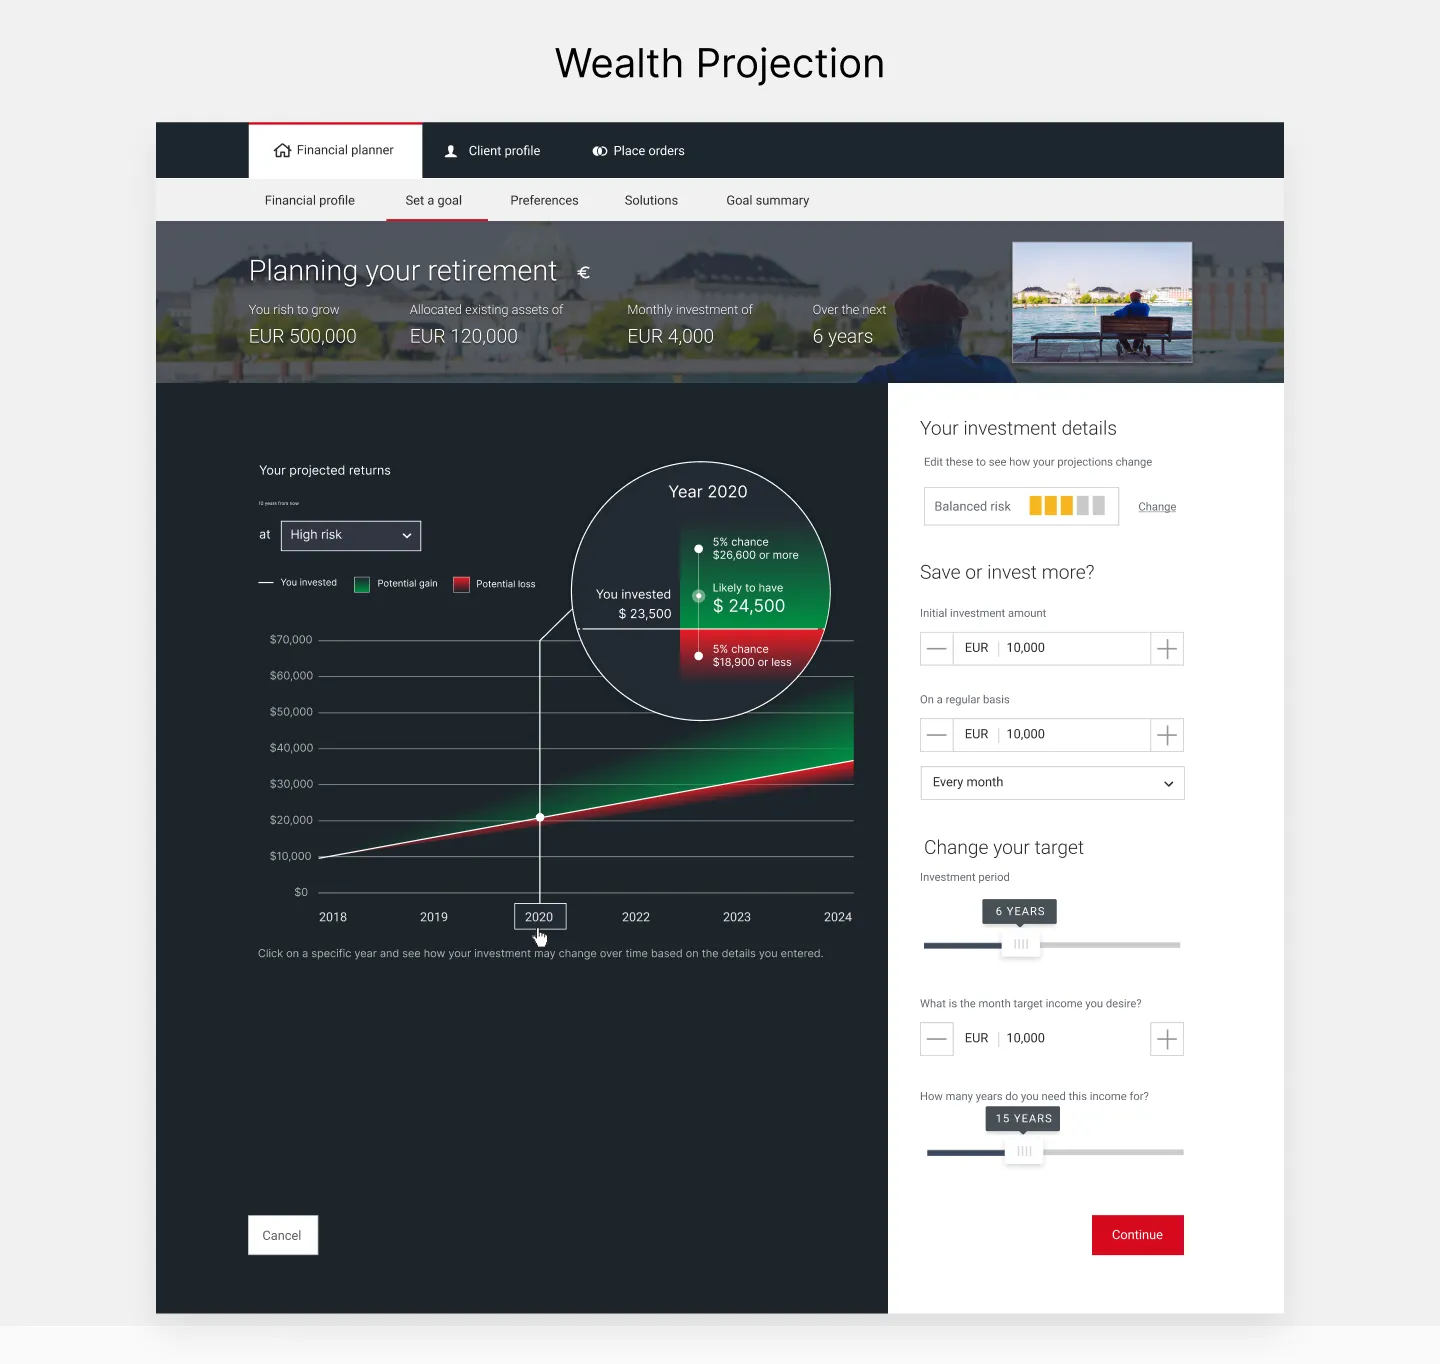 Wealth Projection
Financial planner
Client profile
Place orders
Financial profile
Set a goal
Preferences
Solutions
Goal summary
Planning your retirement €
You rish to grow
EUR 500,000
Allocated existing assets of
EUR 120,000
Monthly investment of
EUR 4,000
Over the next
6 years
Your projected returns
10 years from now
at
High risk
You invested
Potential gain
Potential loss
Year 2020
5% chance
$26,600 or more
You invested
$ 23,500
Likely to have
$ 24,500
5% chance
$18,900 or less
$70,000
$60,000
$50,000
$40,000
$30,000
$20,000
$10,000
$0
2018
2019
2020
2022
2023
2024
Click on a specific year and see how your investment may change over time based on the details you entered.
Cancel
Your investment details
Edit these to see how your projections change
Balanced risk
Change
Save or invest more?
Initial investment amount
EUR 10,000
On a regular basis
EUR 10,000
Every month
Change your target
Investment period
6 YEARS
What is the month target income you desire?
EUR 10,000
How many years do you need this income for?
15 YEARS
Continue